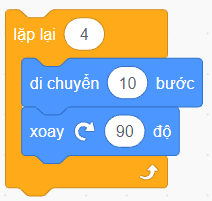 lặp lại 4
di chuyển 10 bước
xoay 90 độ